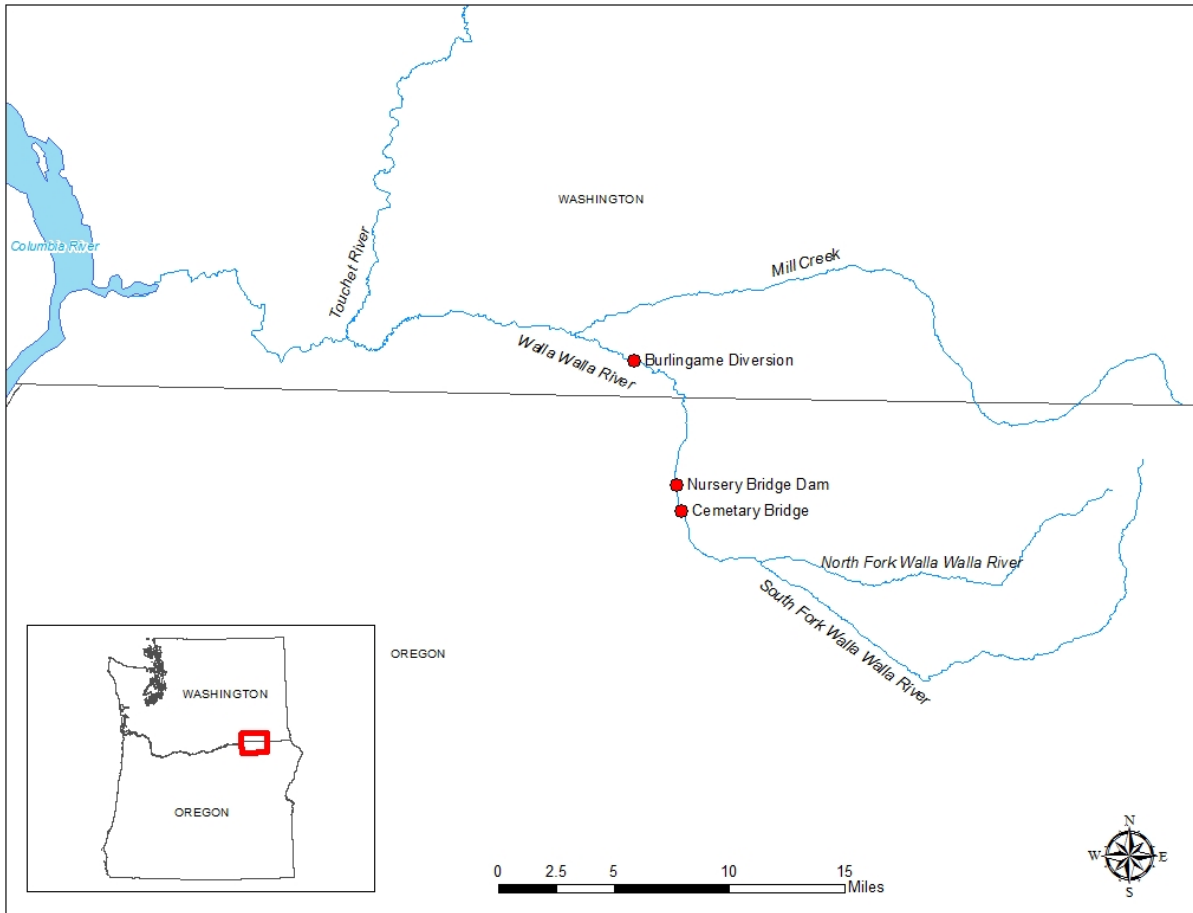 WASHINGTON
Columbia River
Touchet River
Mill Creek
Walla Walla River
Burlingame Diversion
Nursery Bridge Dam
Cemetary Bridge
North Fork Walla Walla River
South Fork Walla Walla River
OREGON
WASHINGTON
OREGON
0 2.5 5 10 15
Miles
N
W E
S